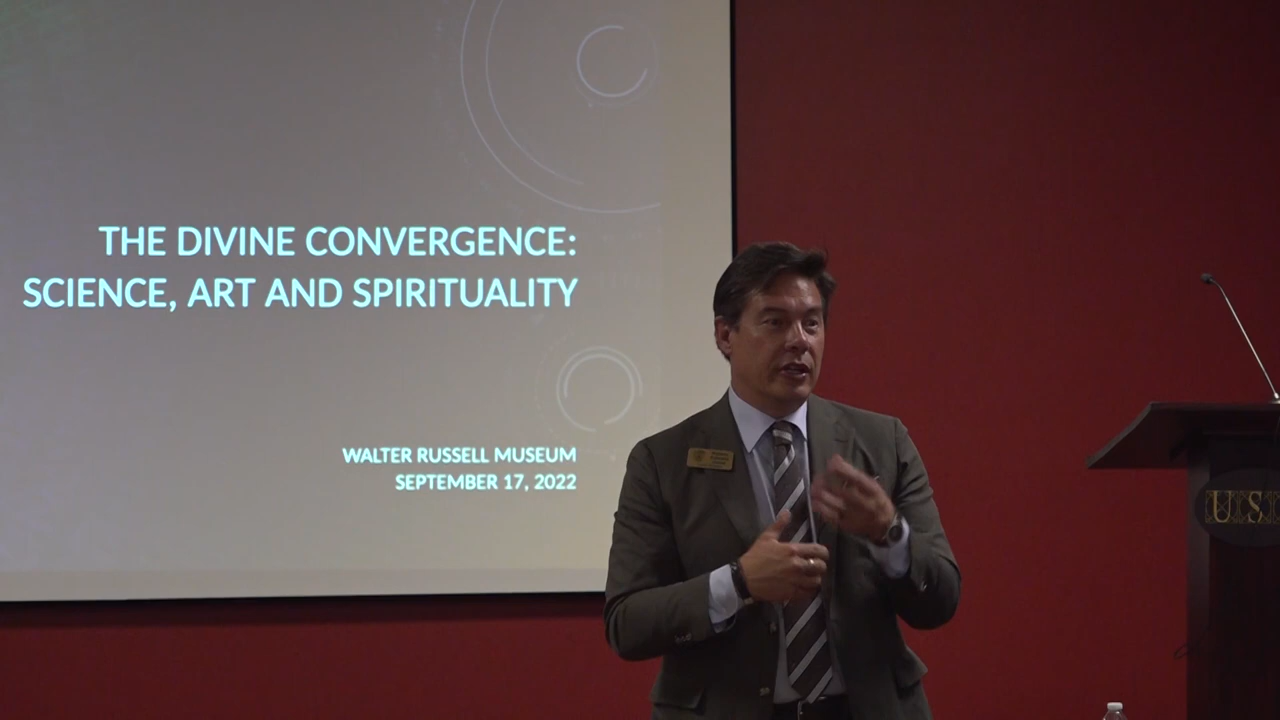 THE DIVINE CONVERGENCE:
SCIENCE, ART AND SPIRITUALITY
WALTER RUSSELL MUSEUM
SEPTEMBER 17, 2022